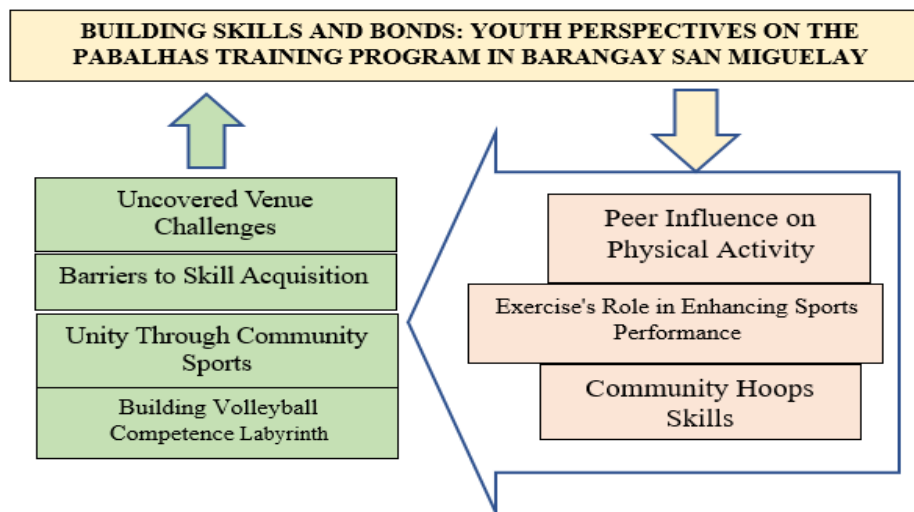 BUILDING SKILLS AND BONDS: YOUTH PERSPECTIVES ON THE
PABALHAS TRAINING PROGRAM IN BARANGAY SAN MIGUELAY
Uncovered Venue
Challenges
Barriers to Skill Acquisition
Unity Through Community
Sports
Building Volleyball
Competence Labyrinth
Peer Influence on
Physical Activity
Exercise's Role in Enhancing Sports
Performance
Community Hoops
Skills